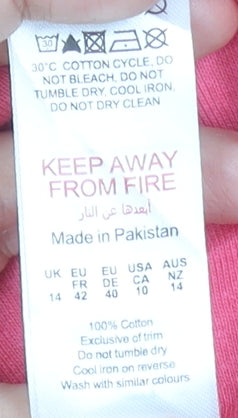 30
30°C COTTON CYCLE, DO
NOT BLEACH, DO NOT
TUMBLE DRY, COOL IRON,
DO NOT DRY CLEAN
KEEP AWAY
FROM FIRE
أبعدها عن النار
Made in Pakistan
UK EU EU USA AUS
FR DE CA NZ
14 42 40 10 14
100% Cotton
Exclusive of trim
Do not tumble dry
Cool iron on reverse
Wash with similar colours